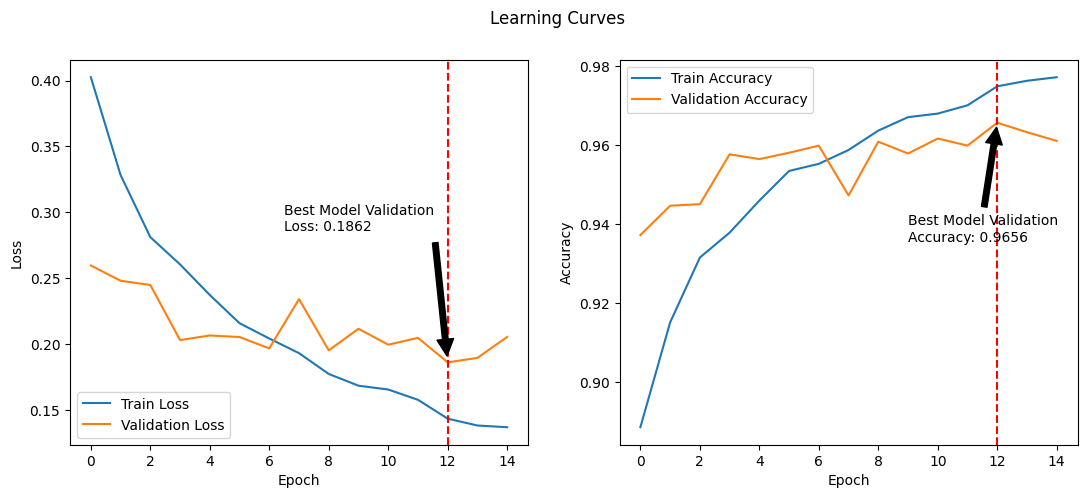 Learning Curves
0.40
0.35
0.30
0.25
0.20
0.15
Loss
Best Model Validation
Loss: 0.1862
Train Loss
Validation Loss
0 2 4 6 8 10 12 14
Epoch
0.98
0.96
0.94
0.92
0.90
Accuracy
Train Accuracy
Validation Accuracy
Best Model Validation
Accuracy: 0.9656
0 2 4 6 8 10 12 14
Epoch